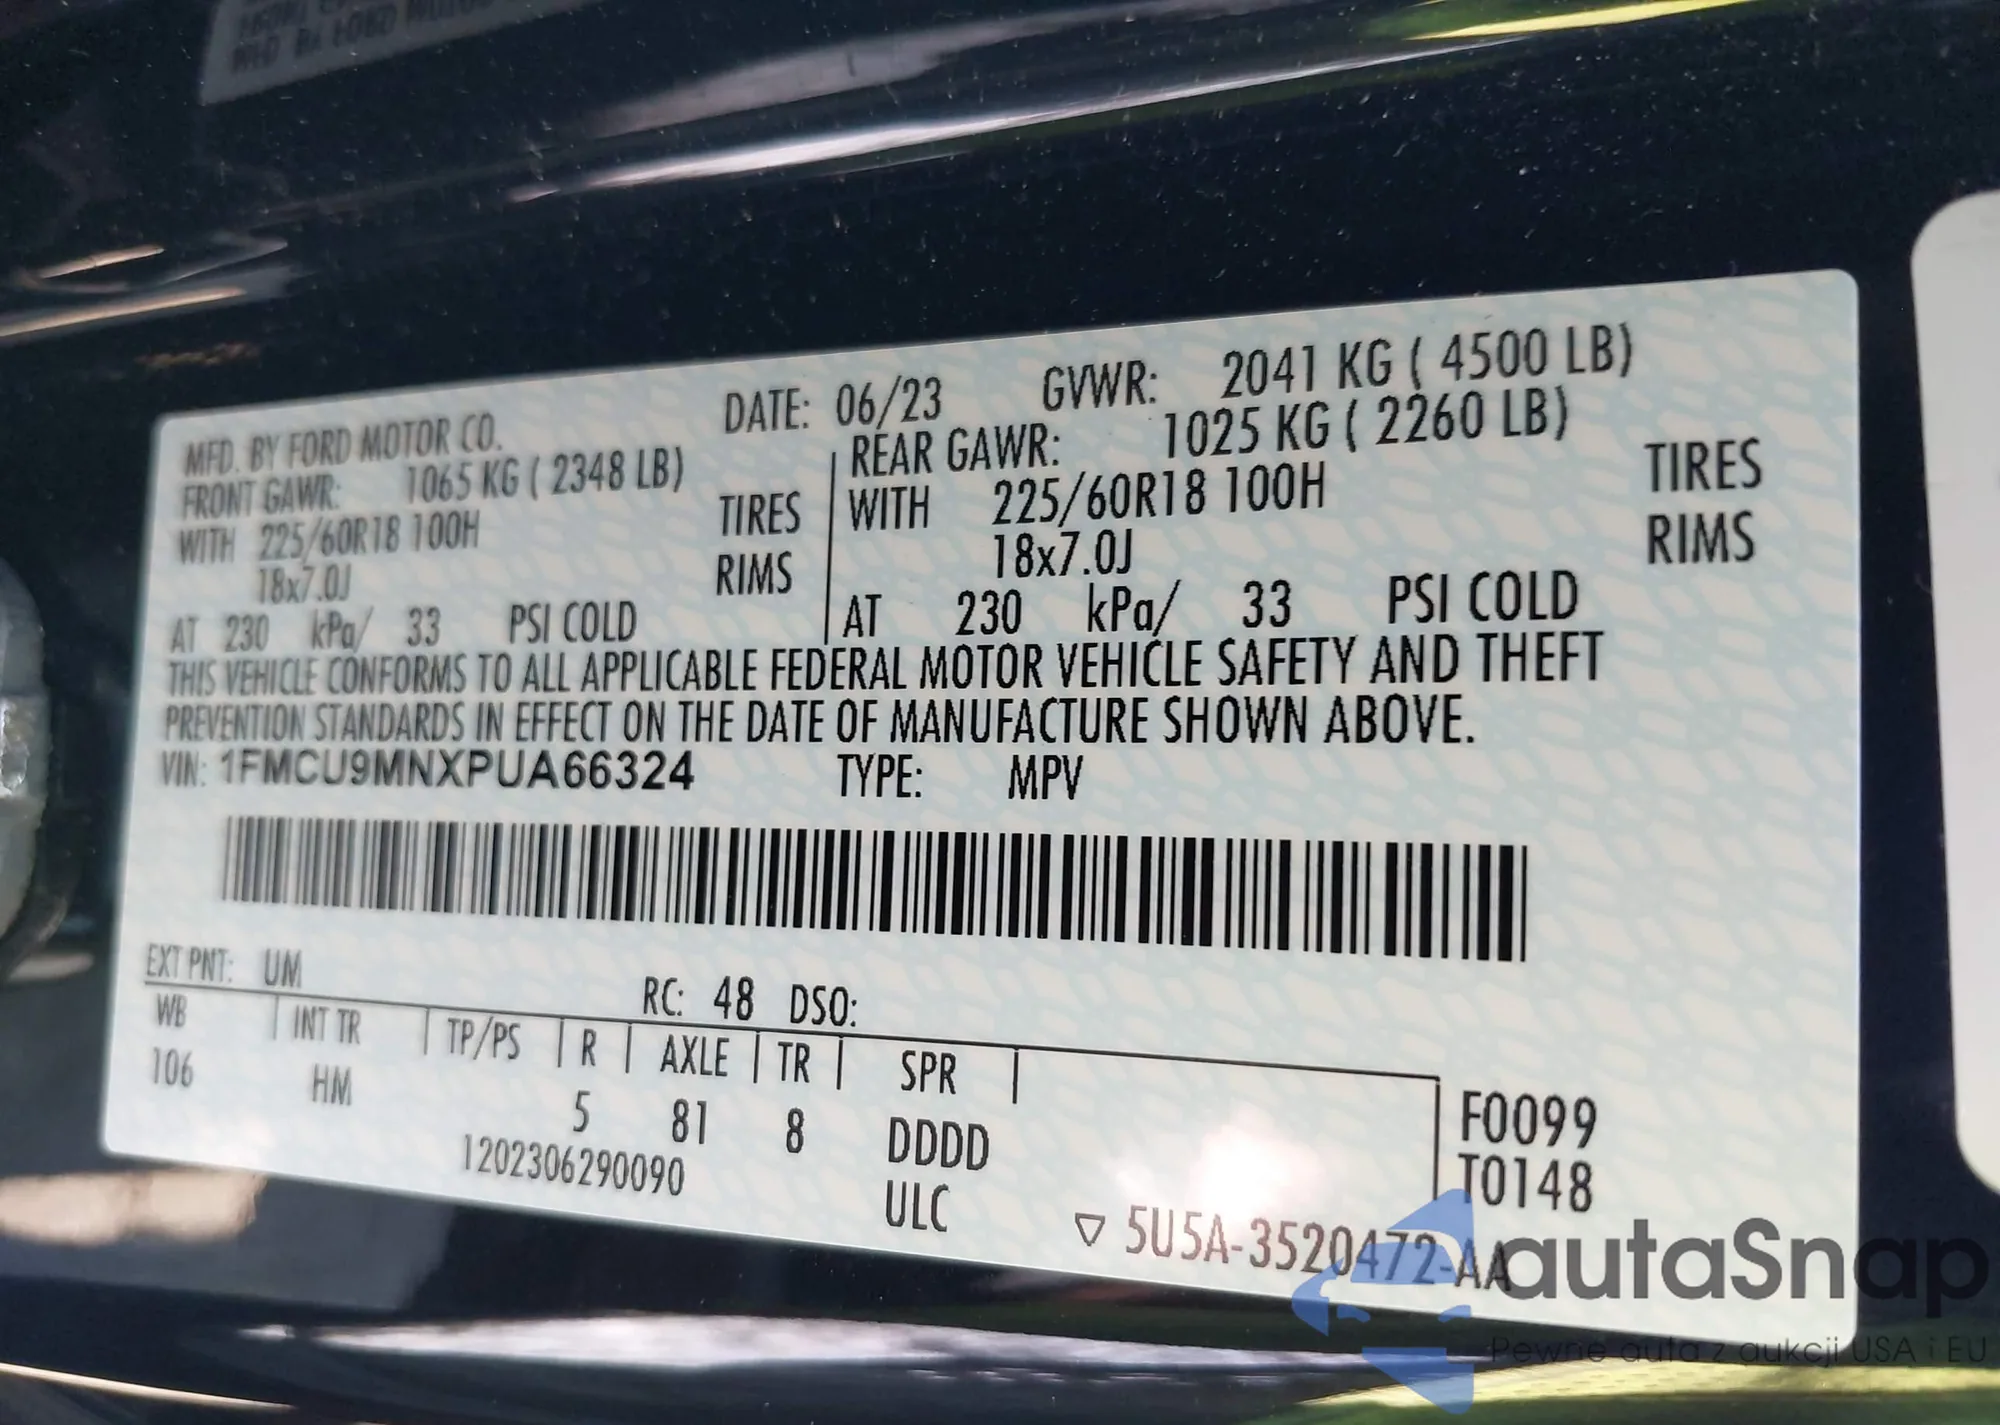 MFD. BY FORD MOTOR CO. DATE: 06/23 GVWR: 2041 KG ( 4500 LB)
FRONT GAWR: 1065 KG ( 2348 LB) REAR GAWR: 1025 KG ( 2260 LB)
WITH 225/60R18 100H TIRES WITH 225/60R18 100H TIRES
18x7.0J RIMS 18x7.0J RIMS
AT 230 kPa/ 33 PSI COLD AT 230 kPa/ 33 PSI COLD
THIS VEHICLE CONFORMS TO ALL APPLICABLE FEDERAL MOTOR VEHICLE SAFETY AND THEFT
PREVENTION STANDARDS IN EFFECT ON THE DATE OF MANUFACTURE SHOWN ABOVE.
VIN: 1FMCU9MNXPUA66324 TYPE: MPV
EXT PNT: UM RC: 48 DSO:
WB INT TR TP/PS R AXLE TR SPR
106 HM 5 81 8 DDDD F0099
1202306290090 ULC T0148
▽ 5U5A-3520472-AA
autaSnap
Pewne auta z aukcji USA i EU